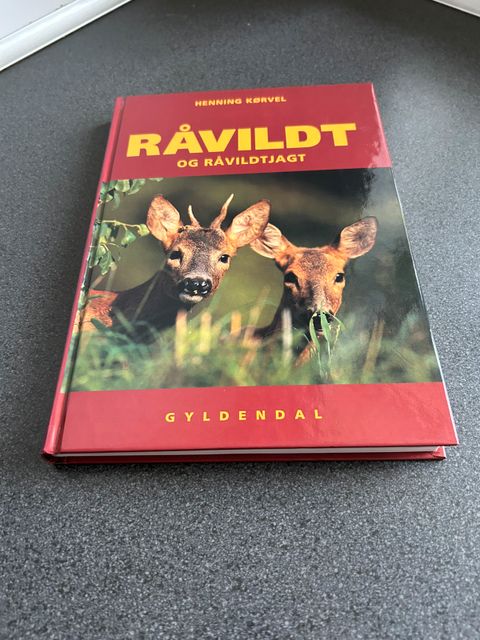 HENNING KØRVEL
RÅVILDT
OG RÅVILDTJAGT
GYLDENDAL